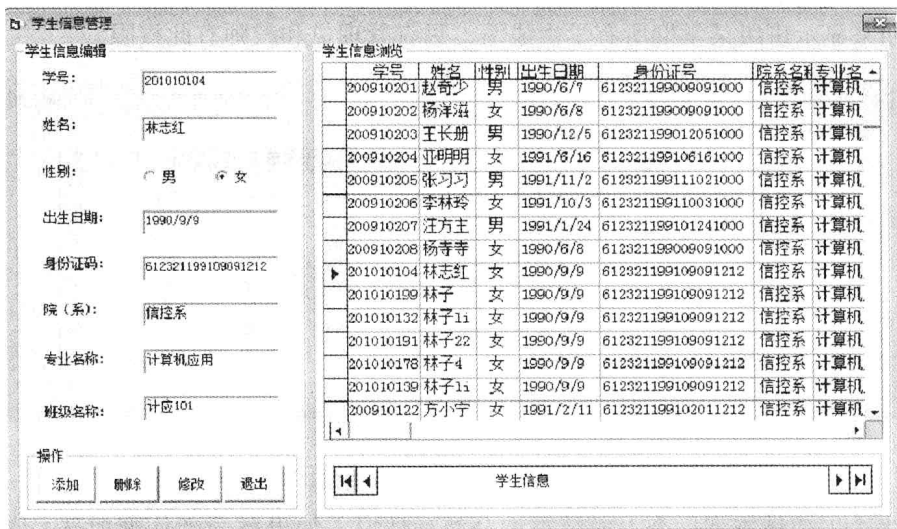 学生信息管理
学生信息编辑
学号: 201010104
姓名: 林志红
性别: 男 女
出生日期: 1990/9/9
身份证码: 612321199109091212
院(系): 信控系
专业名称: 计算机应用
班级名称: 计应101
操作
添加 删除 修改 退出
学生信息浏览
学号 姓名 性别 出生日期 身份证号 院系名称 专业名
200910201 赵奇少 男 1990/6/7 612321199009091000 信控系 计算机
200910202 杨洋滋 女 1990/6/8 612321199009091000 信控系 计算机
200910203 王长册 男 1990/12/5 612321199012051000 信控系 计算机
200910204 亚明明 女 1991/6/16 612321199106161000 信控系 计算机
200910205 张习习 男 1991/11/2 612321199111021000 信控系 计算机
200910206 李林玲 女 1991/10/3 612321199110031000 信控系 计算机
200910207 汪方主 男 1991/1/24 612321199101241000 信控系 计算机
200910208 杨寺寺 女 1990/6/8 612321199009091000 信控系 计算机
201010104 林志红 女 1990/9/9 612321199109091212 信控系 计算机
201010199 林子 女 1990/9/9 612321199109091212 信控系 计算机
201010132 林子li 女 1990/9/9 612321199109091212 信控系 计算机
201010191 林子22 女 1990/9/9 612321199109091212 信控系 计算机
201010178 林子4 女 1990/9/9 612321199109091212 信控系 计算机
201010139 林子li 女 1990/9/9 612321199109091212 信控系 计算机
200910122 方小宁 女 1991/2/11 612321199102011212 信控系 计算机
学生信息